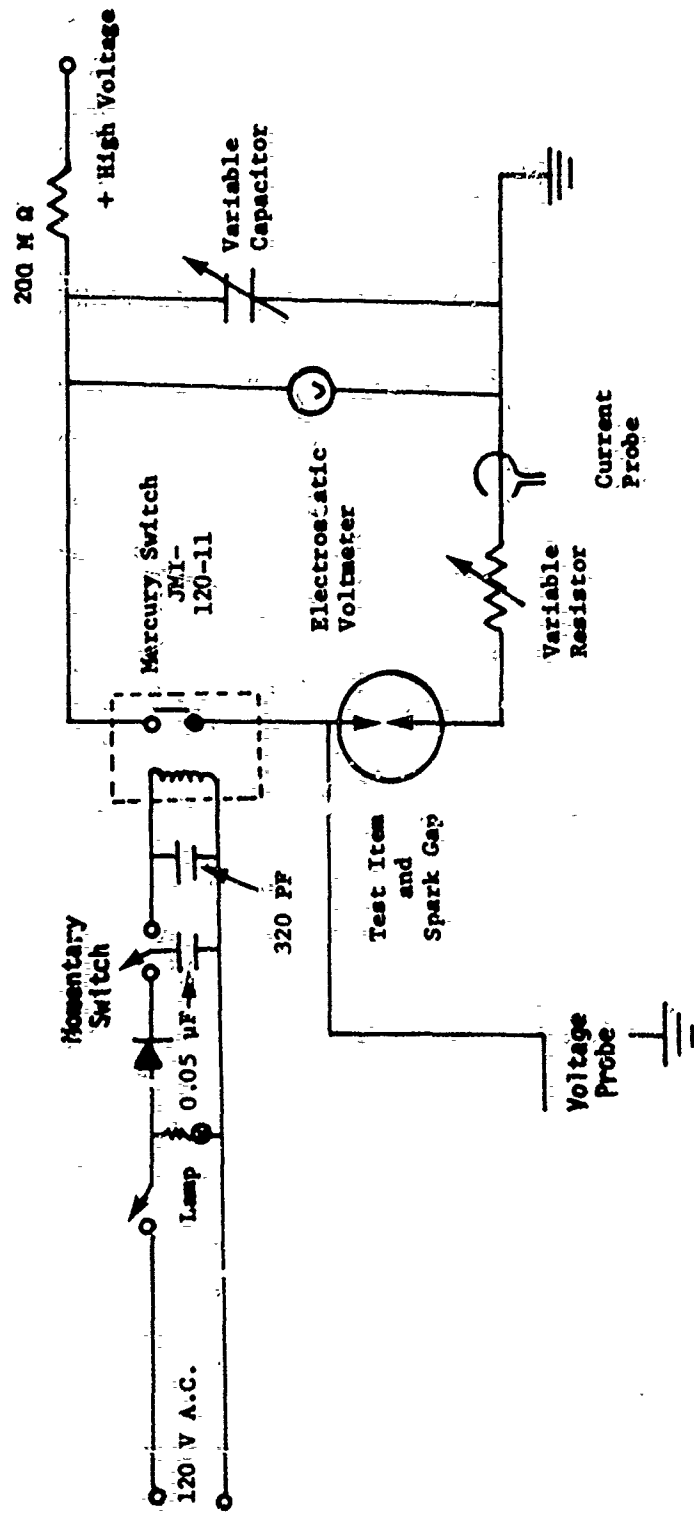 120 V A.C.
Lamp
0.05 μF
Momentary
Switch
320 PF
Mercury Switch
JMI-
120-11
200 M Ω
+ High Voltage
Variable
Capacitor
Electrostatic
Voltmeter
V
Test Item
and
Spark Gap
Variable
Resistor
Current
Probe
Voltage
Probe